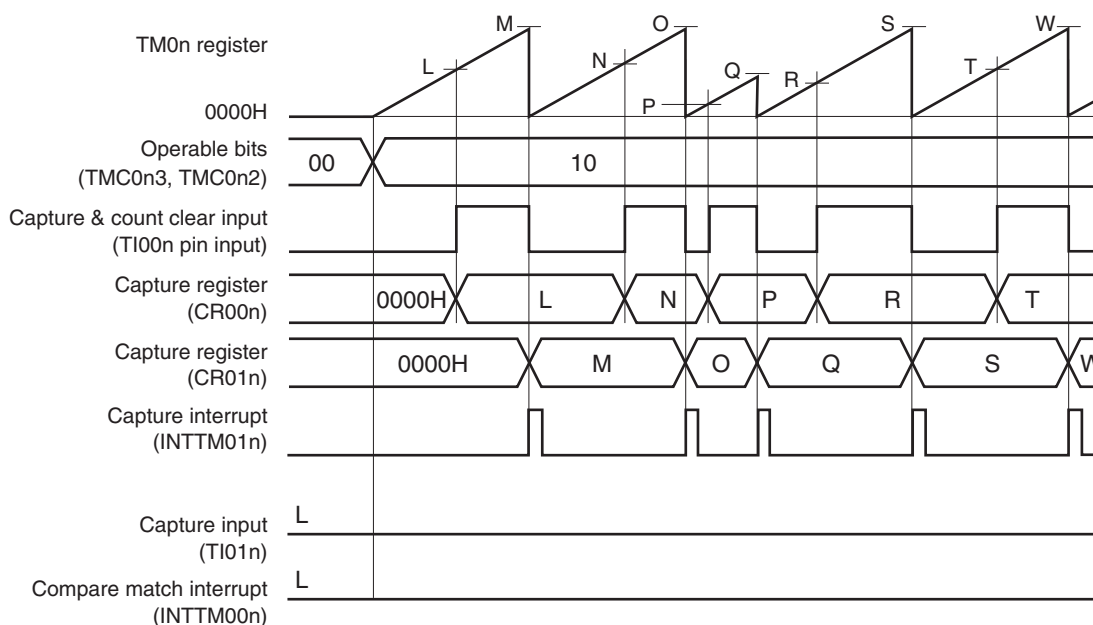 M O S W
TM0n register
L N Q R T
P
0000H
Operable bits
(TMC0n3, TMC0n2)
00 10
Capture & count clear input
(TI00n pin input)
Capture register
(CR00n)
0000H L N P R T
Capture register
(CR01n)
0000H M O Q S W
Capture interrupt
(INTTM01n)
L
Capture input
(TI01n)
L
Compare match interrupt
(INTTM00n)